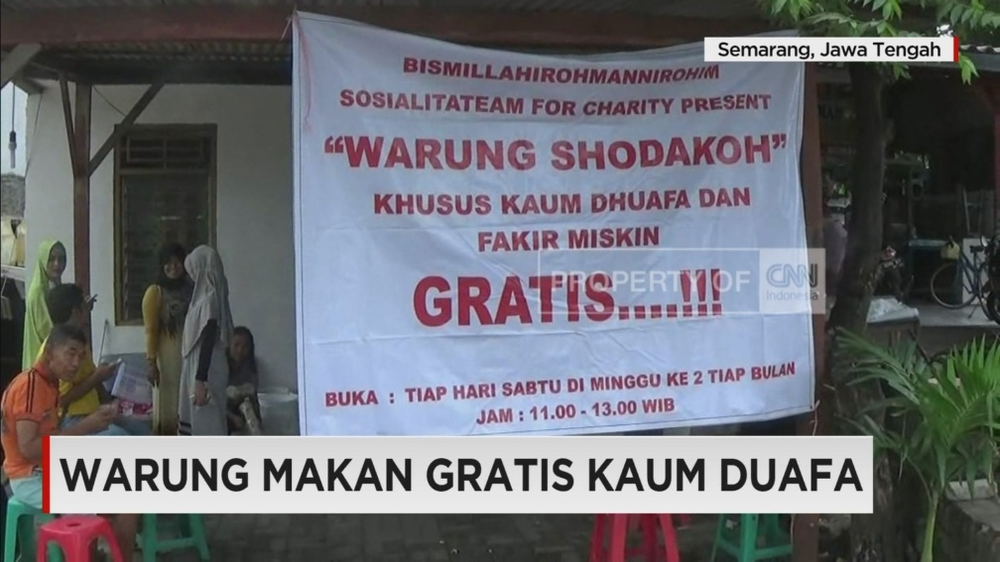 Semarang, Jawa Tengah
BISMILLAHIROHMANNIROHIM
SOSIALITATEAM FOR CHARITY PRESENT
“WARUNG SHODAKOH”
KHUSUS KAUM DHUAFA DAN
FAKIR MISKIN
PROPERTY OF CNN Indonesia
GRATIS....!!!
BUKA : TIAP HARI SABTU DI MINGGU KE 2 TIAP BULAN
JAM : 11.00 - 13.00 WIB
WARUNG MAKAN GRATIS KAUM DUAFA